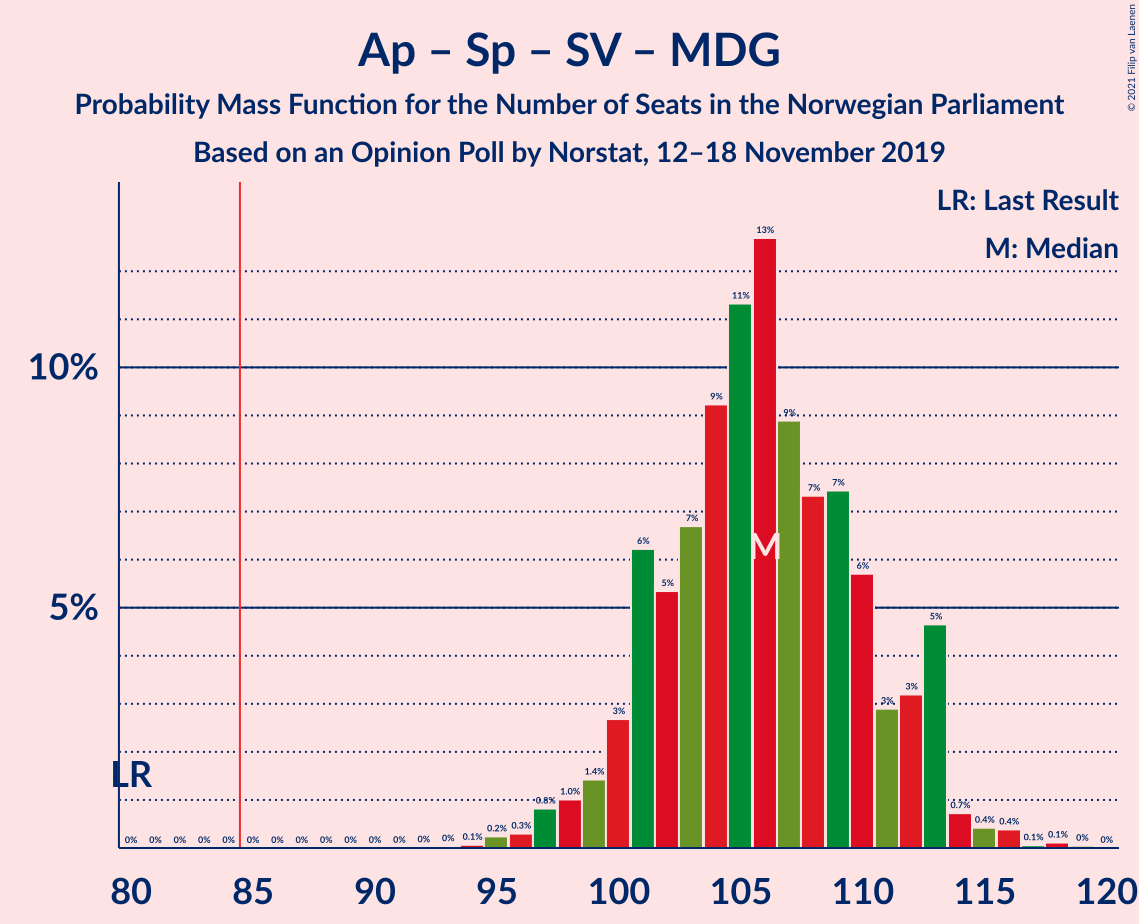 Ap – Sp – SV – MDG
Probability Mass Function for the Number of Seats in the Norwegian Parliament
Based on an Opinion Poll by Norstat, 12–18 November 2019
© 2021 Filip van Laenen
LR: Last Result
M: Median
10%
5%
LR
M
0% 0% 0% 0% 0% 0% 0% 0% 0% 0% 0% 0% 0% 0% 0.1% 0.2% 0.3% 0.8% 1.0% 1.4% 3% 6% 5% 7% 9% 11% 13% 9% 7% 7% 6% 3% 3% 5% 0.7% 0.4% 0.4% 0.1% 0.1% 0% 0%
80 85 90 95 100 105 110 115 120